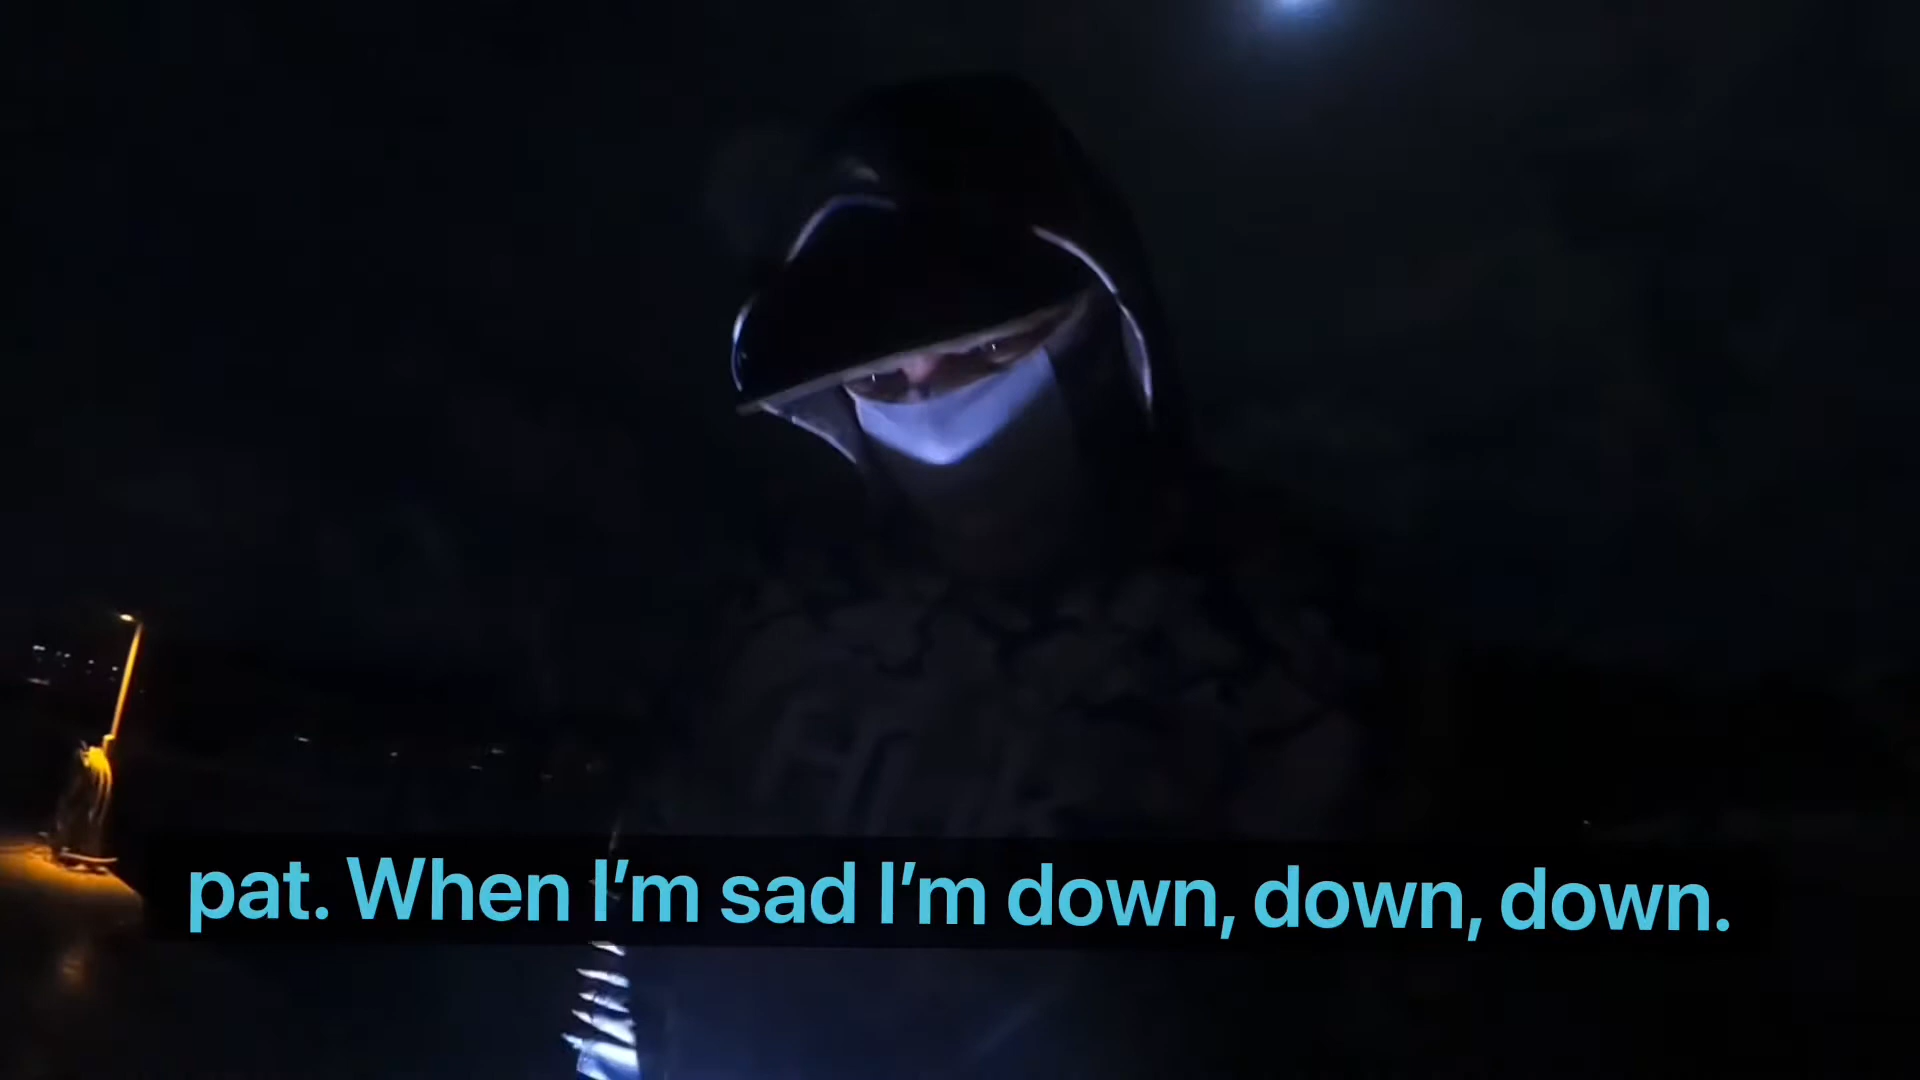 pat. When I’m sad I’m down, down, down.